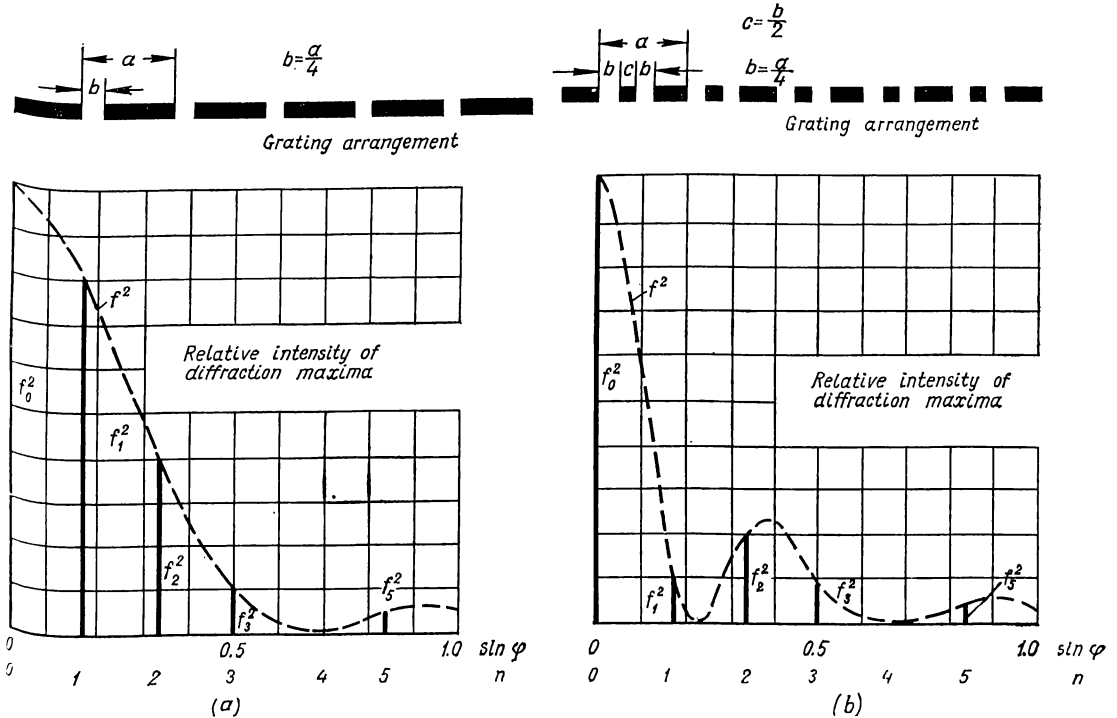 a
b
b = a/4
Grating arrangement
f²
f₀²
Relative intensity of
diffraction maxima
f₁²
f₂²
f₃²
f₅²
0 0.5 1.0 sin φ
0 1 2 3 4 5 n
(a)
c = b/2
a
b c b
b = a/4
Grating arrangement
f²
f₀²
Relative intensity of
diffraction maxima
f₁²
f₂²
f₃²
f₅²
0 0.5 1.0 sin φ
0 1 2 3 4 5 n
(b)